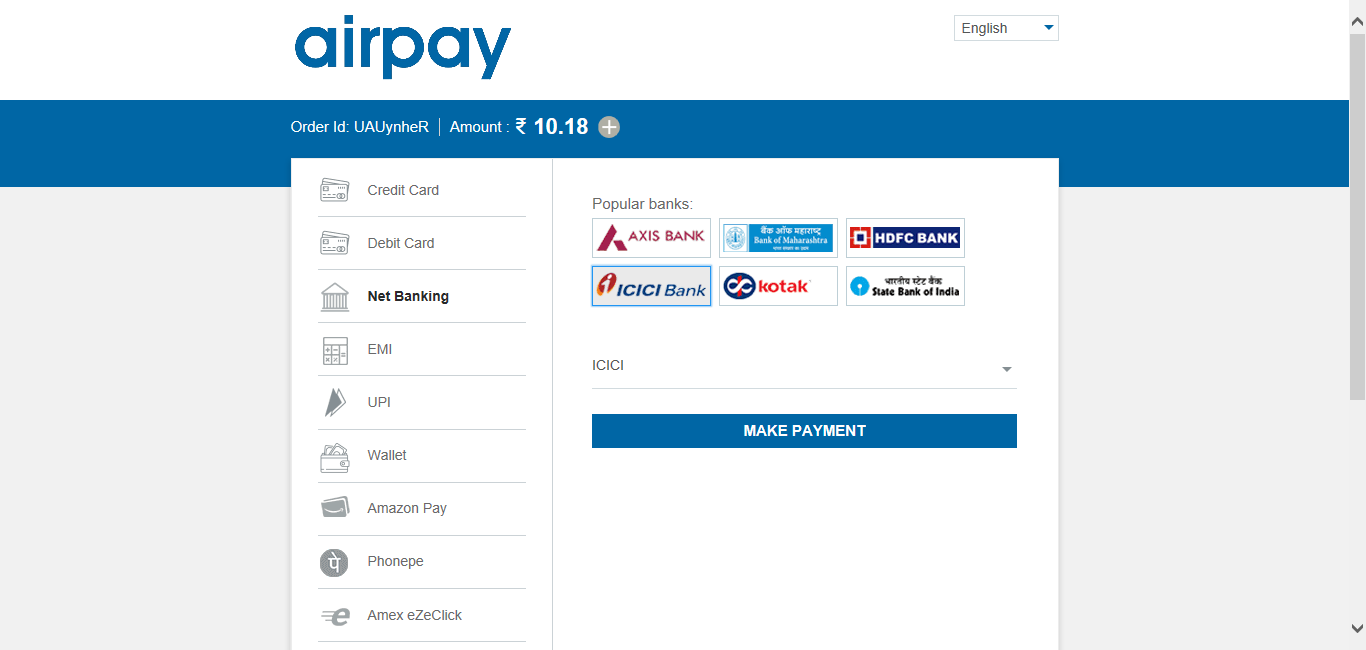 airpay
English
Order Id: UAUynheR | Amount : ₹ 10.18
Credit Card
Debit Card
Net Banking
EMI
UPI
Wallet
Amazon Pay
पे
Phonepe
e
Amex eZeClick
Popular banks:
AXIS BANK
बैंक ऑफ महाराष्ट्र
Bank of Maharashtra
HDFC BANK
ICICI Bank
kotak
भारतीय स्टेट बैंक
State Bank of India
ICICI
MAKE PAYMENT